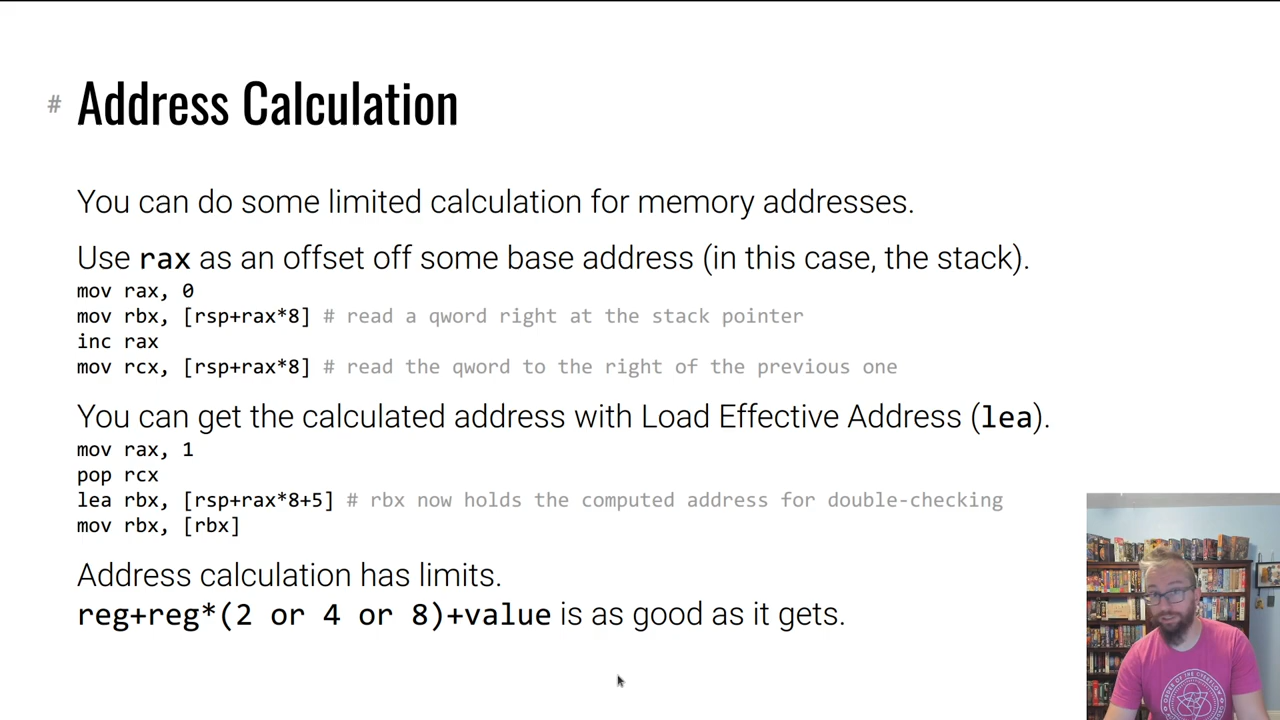 # Address Calculation
You can do some limited calculation for memory addresses.
Use rax as an offset off some base address (in this case, the stack).
mov rax, 0
mov rbx, [rsp+rax*8] # read a qword right at the stack pointer
inc rax
mov rcx, [rsp+rax*8] # read the qword to the right of the previous one
You can get the calculated address with Load Effective Address (lea).
mov rax, 1
pop rcx
lea rbx, [rsp+rax*8+5] # rbx now holds the computed address for double-checking
mov rbx, [rbx]
Address calculation has limits.
reg+reg*(2 or 4 or 8)+value is as good as it gets.
ORDER OF THE OVERFLOW